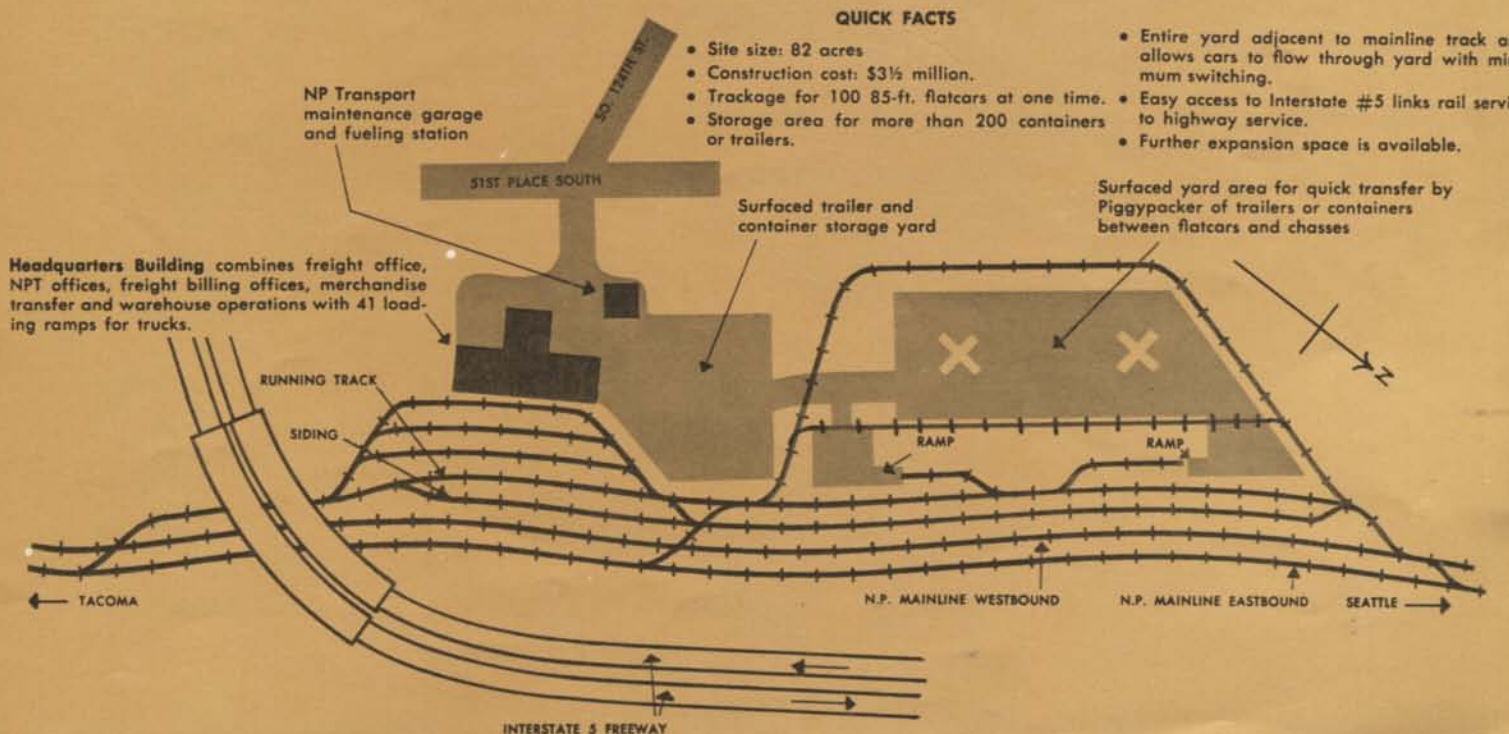 QUICK FACTS
• Site size: 82 acres
• Construction cost: $3½ million.
• Trackage for 100 85-ft. flatcars at one time.
• Storage area for more than 200 containers
or trailers.
• Entire yard adjacent to mainline track
allows cars to flow through yard with
mum switching.
• Easy access to Interstate #5 links rail
to highway service.
• Further expansion space is available.
NP Transport
maintenance garage
and fueling station
SO. 124TH ST.
51ST PLACE SOUTH
Surfaced trailer and
container storage yard
Surfaced yard area for quick transfer by
Piggypacker of trailers or containers
between flatcars and chasses
Headquarters Building combines freight office,
NPT offices, freight billing offices, merchandise
transfer and warehouse operations with 41 load-
ing ramps for trucks.
N
RUNNING TRACK
SIDING
RAMP
RAMP
TACOMA
N.P. MAINLINE WESTBOUND
N.P. MAINLINE EASTBOUND
SEATTLE
INTERSTATE 5 FREEWAY